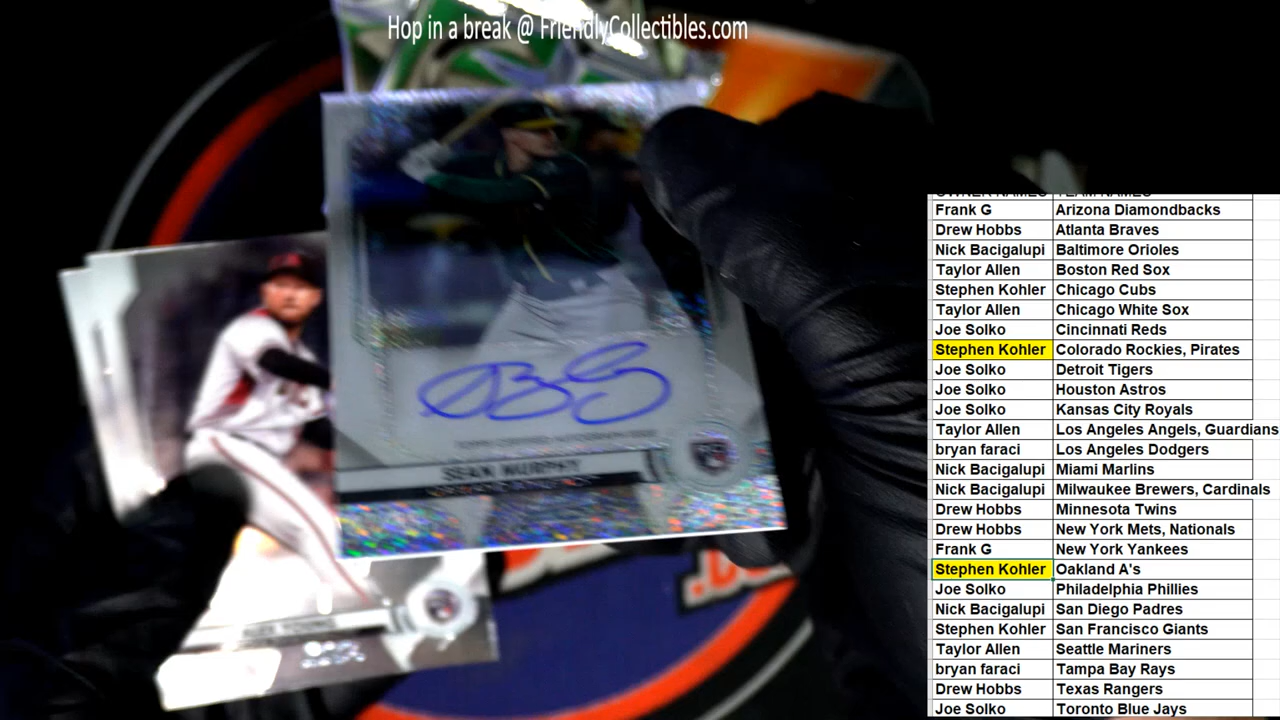 Hop in a break @ FriendlyCollectibles.com
OWNER NAMES TEAM NAMES
Frank G Arizona Diamondbacks
Drew Hobbs Atlanta Braves
Nick Bacigalupi Baltimore Orioles
Taylor Allen Boston Red Sox
Stephen Kohler Chicago Cubs
Taylor Allen Chicago White Sox
Joe Solko Cincinnati Reds
Stephen Kohler Colorado Rockies, Pirates
Joe Solko Detroit Tigers
Joe Solko Houston Astros
Joe Solko Kansas City Royals
Taylor Allen Los Angeles Angels, Guardians
bryan faraci Los Angeles Dodgers
Nick Bacigalupi Miami Marlins
Nick Bacigalupi Milwaukee Brewers, Cardinals
Drew Hobbs Minnesota Twins
Drew Hobbs New York Mets, Nationals
Frank G New York Yankees
Stephen Kohler Oakland A's
Joe Solko Philadelphia Phillies
Nick Bacigalupi San Diego Padres
Stephen Kohler San Francisco Giants
Taylor Allen Seattle Mariners
bryan faraci Tampa Bay Rays
Drew Hobbs Texas Rangers
Joe Solko Toronto Blue Jays
SEAN MURPHY